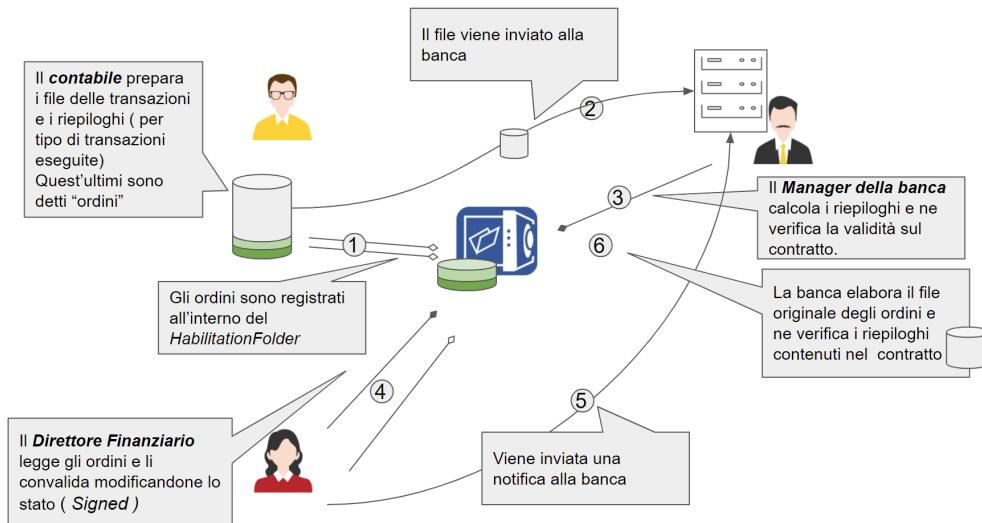 Il file viene inviato alla
banca
Il contabile prepara
i file delle transazioni
e i riepiloghi ( per
tipo di transazioni
eseguite)
Quest'ultimi sono
detti “ordini”
2
Il Manager della banca
calcola i riepiloghi e ne
verifica la validità sul
contratto.
3
1
6
Gli ordini sono registrati
all’interno del
HabilitationFolder
La banca elabora il file
originale degli ordini e
ne verifica i riepiloghi
contenuti nel contratto
4
5
Il Direttore Finanziario
legge gli ordini e li
convalida modificandone lo
stato ( Signed )
Viene inviata una
notifica alla banca